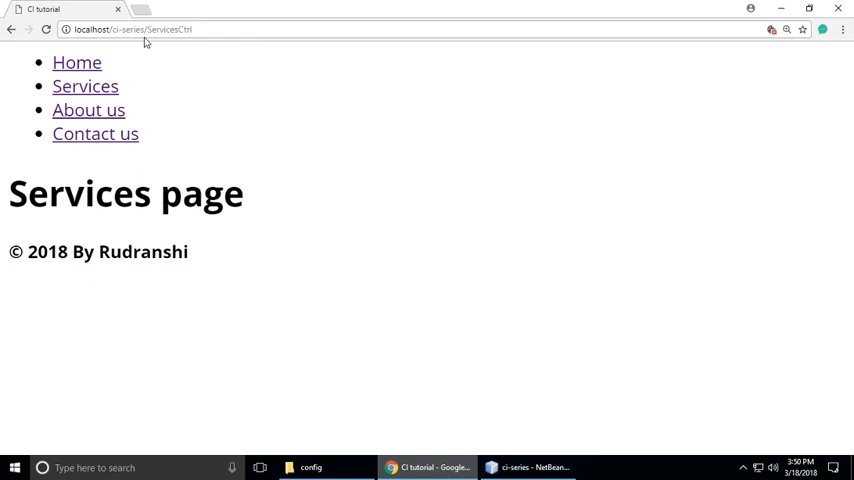 CI tutorial
localhost/ci-series/ServicesCtrl
Home
Services
About us
Contact us
Services page
© 2018 By Rudranshi
Type here to search
config
CI tutorial - Google...
ci-series - NetBean...
3:50 PM
3/18/2018